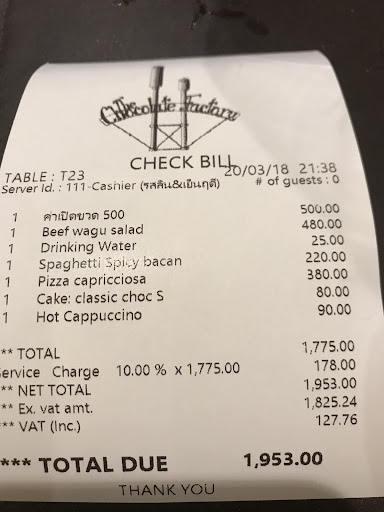 The
Chocolate Factory
CHECK BILL
20/03/18 21:38
TABLE : T23
# of guests : 0
Server Id. : 111-Cashier (รสลิน&เย็นฤดี)
1 ค่าเปิดขวด 500 500.00
1 Beef wagu salad 480.00
1 Drinking Water 25.00
1 Spaghetti Spicy bacan 220.00
1 Pizza capricciosa 380.00
1 Cake: classic choc S 80.00
1 Hot Cappuccino 90.00
** TOTAL 1,775.00
ervice Charge 10.00 % x 1,775.00 178.00
** NET TOTAL 1,953.00
** Ex. vat amt. 1,825.24
** VAT (Inc.) 127.76
*** TOTAL DUE 1,953.00
THANK YOU